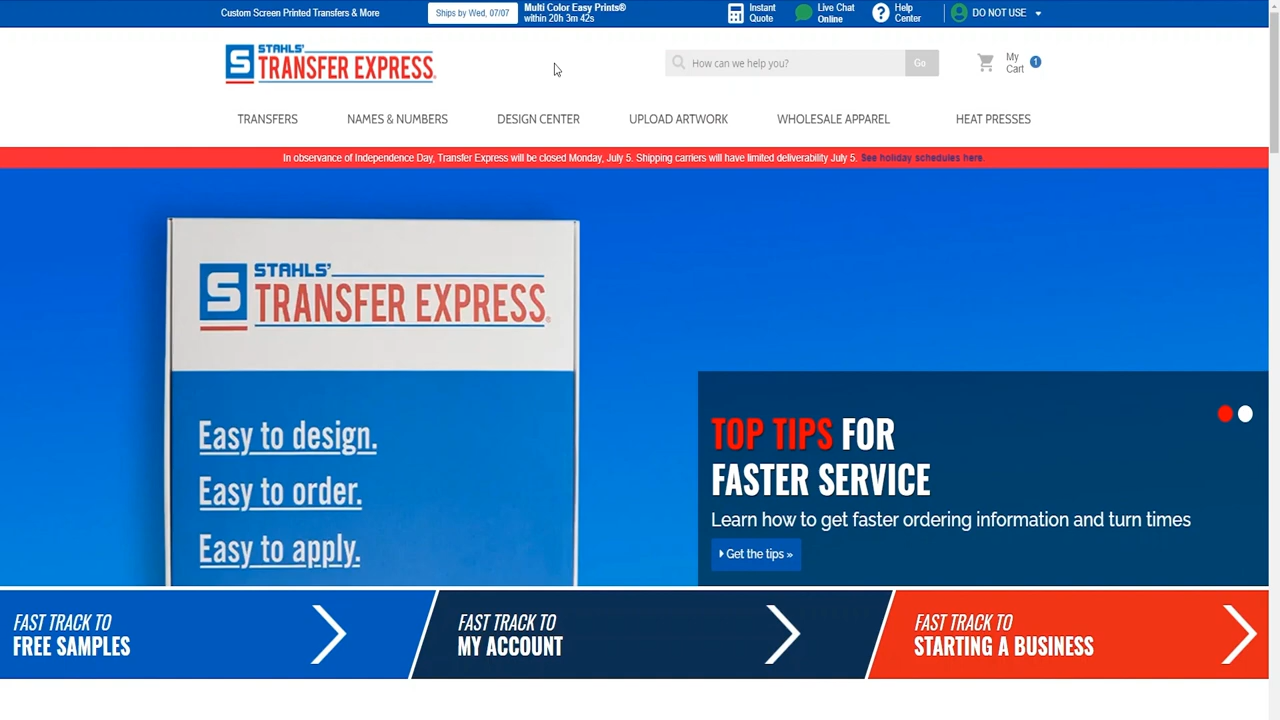 Custom Screen Printed Transfers & More
Ships by Wed, 07/07
Multi Color Easy Prints®
within 20h 3m 42s
Instant
Quote
Live Chat
Online
?
Help
Center
DO NOT USE
S STAHLS'
TRANSFER EXPRESS®
How can we help you?
Go
My
Cart
1
TRANSFERS
NAMES & NUMBERS
DESIGN CENTER
UPLOAD ARTWORK
WHOLESALE APPAREL
HEAT PRESSES
In observance of Independence Day, Transfer Express will be closed Monday, July 5. Shipping carriers will have limited deliverability July 5. See holiday schedules here.
S STAHLS'
TRANSFER EXPRESS®
Easy to design.
Easy to order.
Easy to apply.
TOP TIPS FOR
FASTER SERVICE
Learn how to get faster ordering information and turn times
Get the tips »
FAST TRACK TO
FREE SAMPLES
FAST TRACK TO
MY ACCOUNT
FAST TRACK TO
STARTING A BUSINESS